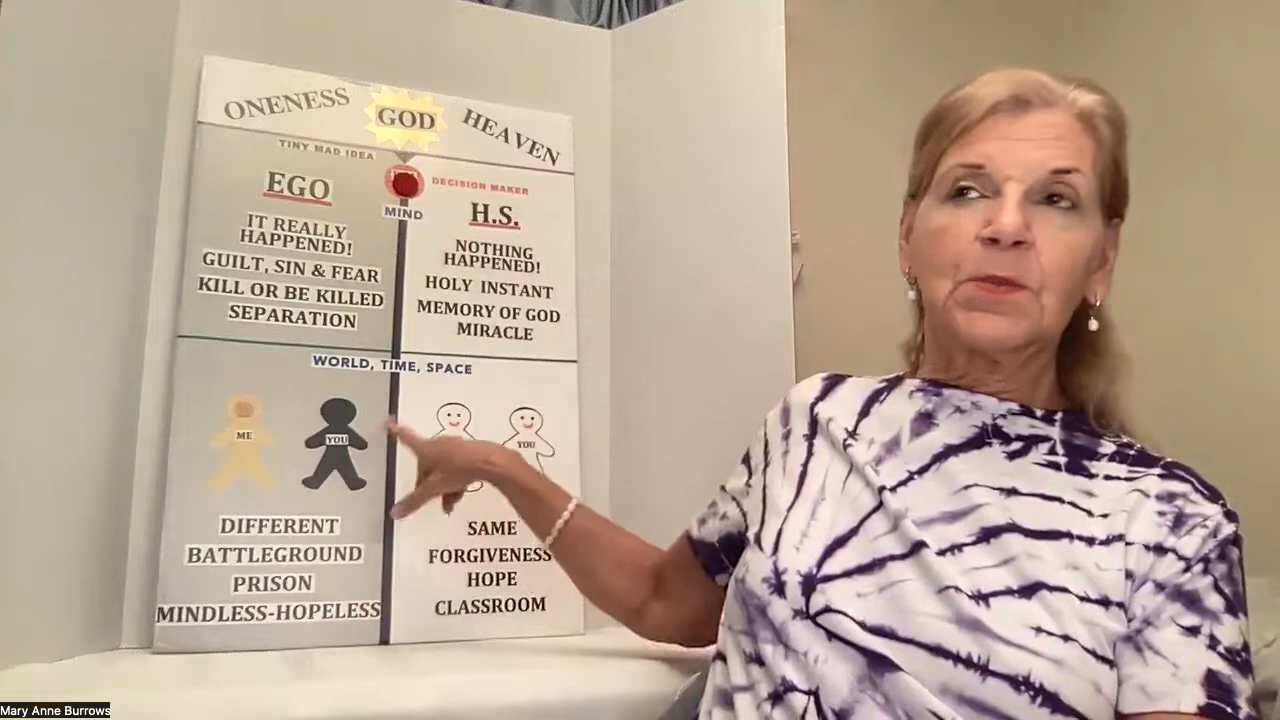 ONENESS GOD HEAVEN
TINY MAD IDEA
DECISION MAKER
MIND
EGO
IT REALLY
HAPPENED!
GUILT, SIN & FEAR
KILL OR BE KILLED
SEPARATION
H.S.
NOTHING
HAPPENED!
HOLY INSTANT
MEMORY OF GOD
MIRACLE
WORLD, TIME, SPACE
ME
YOU
YOU
DIFFERENT
BATTLEGROUND
PRISON
MINDLESS-HOPELESS
SAME
FORGIVENESS
HOPE
CLASSROOM
Mary Anne Burrows